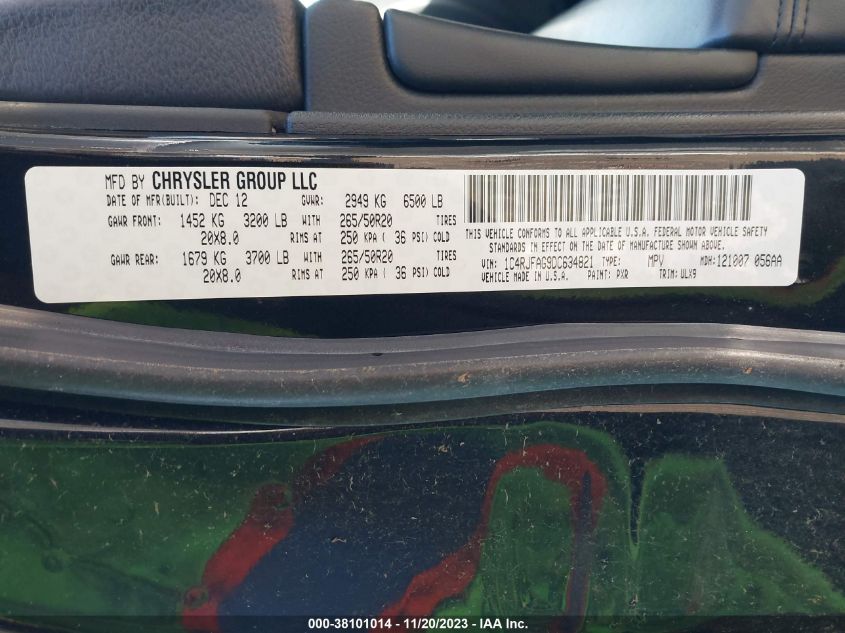 MFD BY CHRYSLER GROUP LLC
DATE OF MFR(BUILT): DEC 12 GVWR: 2949 KG 6500 LB
GAWR FRONT: 1452 KG 3200 LB WITH 265/50R20 TIRES
20X8.0 RIMS AT 250 KPA ( 36 PSI) COLD
GAWR REAR: 1679 KG 3700 LB WITH 265/50R20 TIRES
20X8.0 RIMS AT 250 KPA ( 36 PSI) COLD
THIS VEHICLE CONFORMS TO ALL APPLICABLE U.S.A. FEDERAL MOTOR VEHICLE SAFETY
STANDARDS IN EFFECT ON THE DATE OF MANUFACTURE SHOWN ABOVE.
VIN: 1C4RJFAG9DC634821 TYPE: MPV MDH: 121007 056AA
VEHICLE MADE IN U.S.A. PAINT: PXR TRIM: ULX9
000-38101014 — 11/20/2023 - IAA Inc.